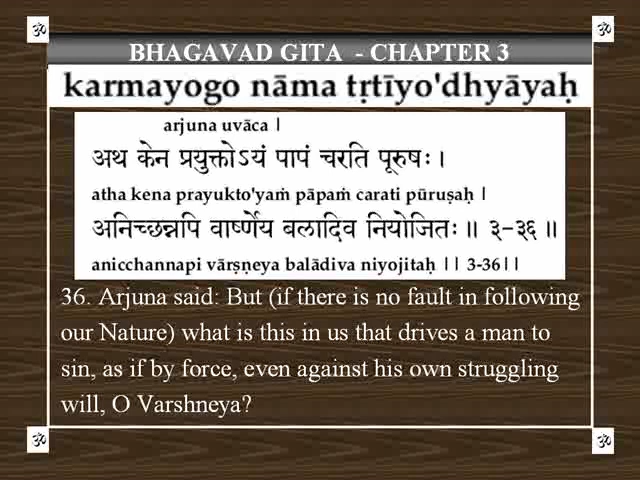 ॐ
ॐ
BHAGAVAD GITA - CHAPTER 3
karmayogo nāma tṛtīyo'dhyāyaḥ
arjuna uvāca |
अथ केन प्रयुक्तोऽयं पापं चरति पूरुषः ।
atha kena prayukto'yaṁ pāpaṁ carati pūruṣaḥ |
अनिच्छन्नपि वार्ष्णेय बलादिव नियोजितः ॥ ३-३६ ॥
anicchannapi vārṣṇeya balādiva niyojitaḥ || 3-36||
36. Arjuna said: But (if there is no fault in following
our Nature) what is this in us that drives a man to
sin, as if by force, even against his own struggling
will, O Varshneya?
ॐ
ॐ